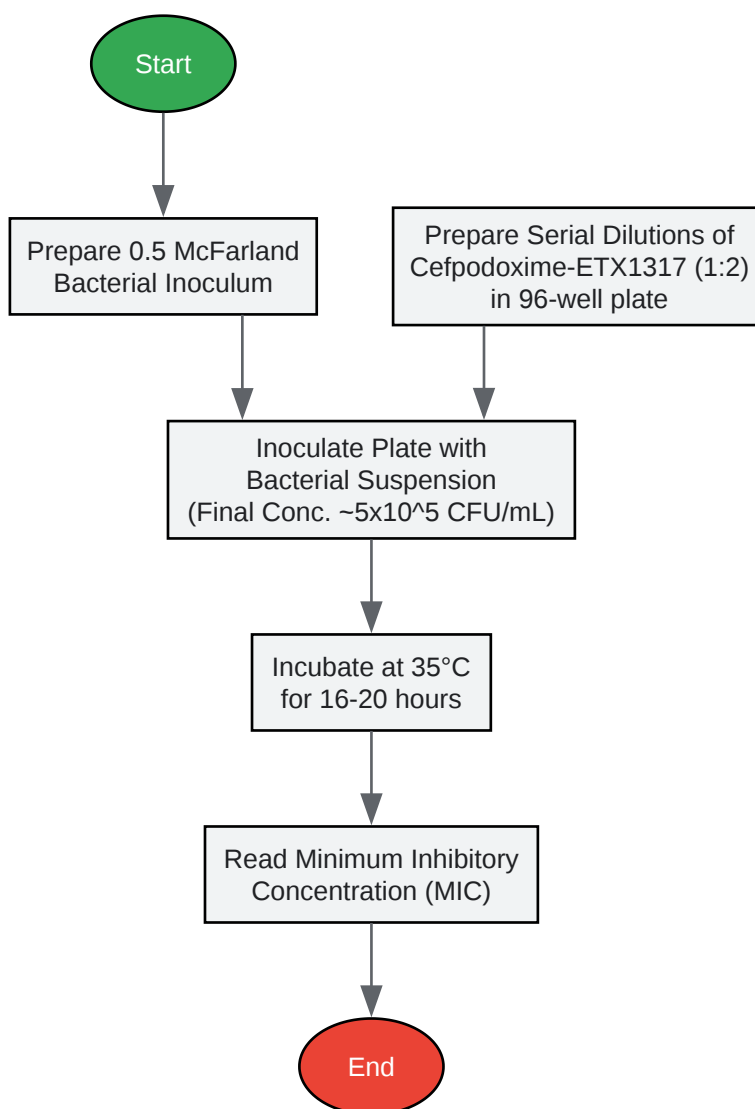 Start
Prepare 0.5 McFarland
Bacterial Inoculum
Prepare Serial Dilutions of
Cefpodoxime-ETX1317 (1:2)
in 96-well plate
Inoculate Plate with
Bacterial Suspension
(Final Conc. ~5x10^5 CFU/mL)
Incubate at 35°C
for 16-20 hours
Read Minimum Inhibitory
Concentration (MIC)
End